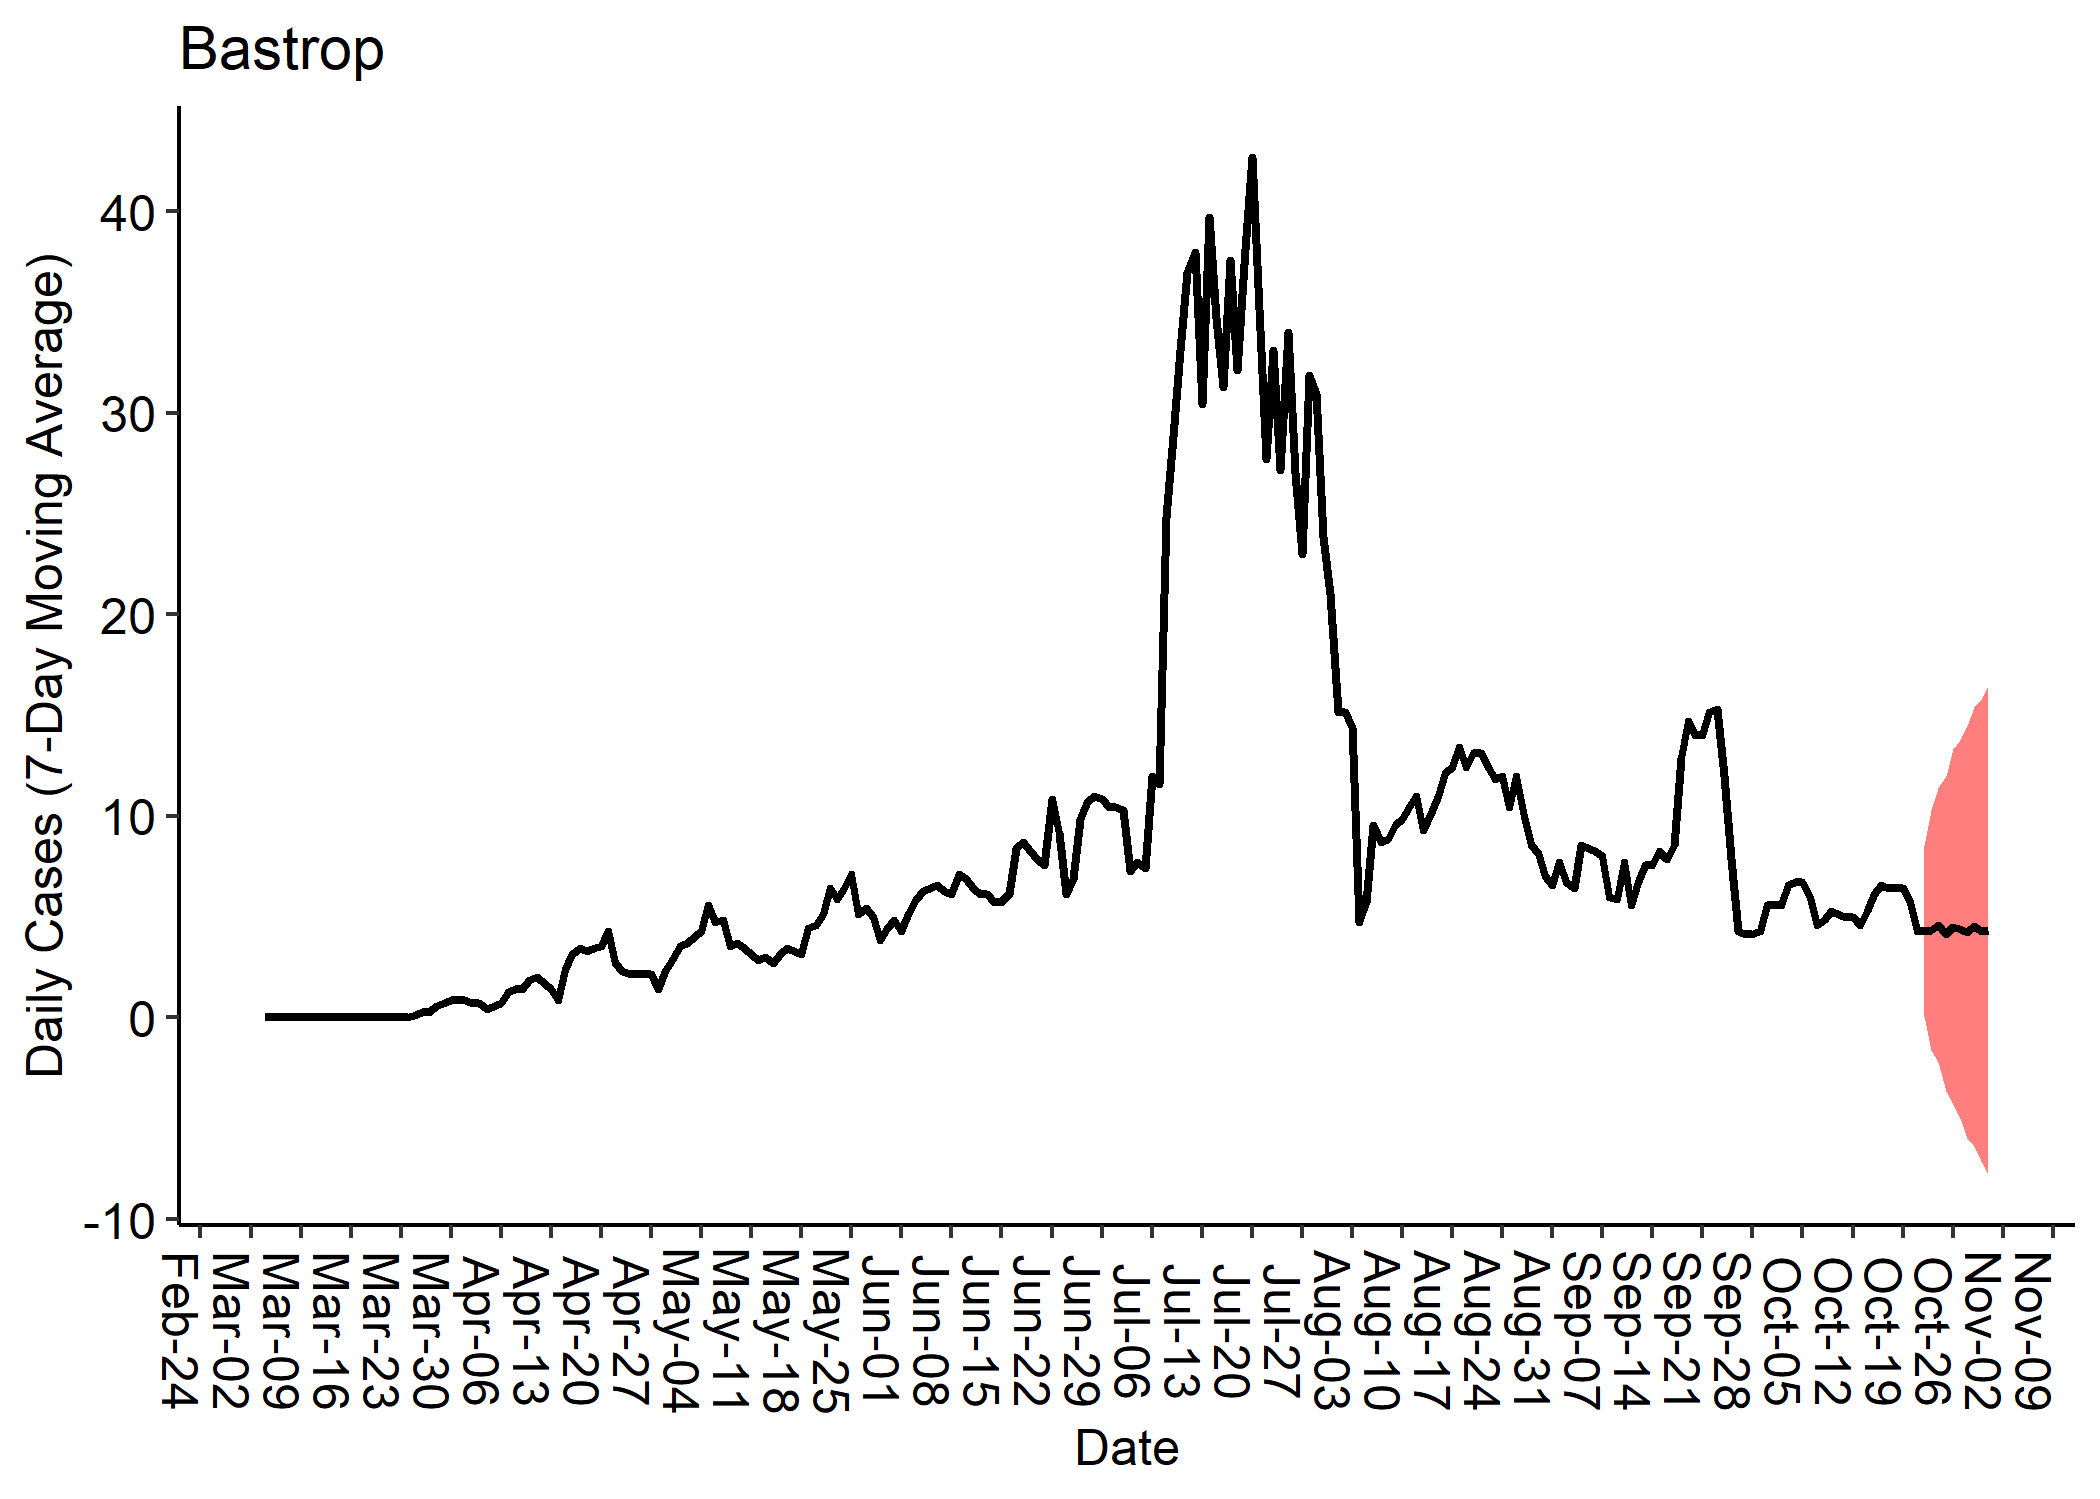 Bastrop
Daily Cases (7-Day Moving Average)
40
30
20
10
0
-10
Feb-24
Mar-02
Mar-09
Mar-16
Mar-23
Mar-30
Apr-06
Apr-13
Apr-20
Apr-27
May-04
May-11
May-18
May-25
Jun-01
Jun-08
Jun-15
Jun-22
Jun-29
Jul-06
Jul-13
Jul-20
Jul-27
Aug-03
Aug-10
Aug-17
Aug-24
Aug-31
Sep-07
Sep-14
Sep-21
Sep-28
Oct-05
Oct-12
Oct-19
Oct-26
Nov-02
Nov-09
Date